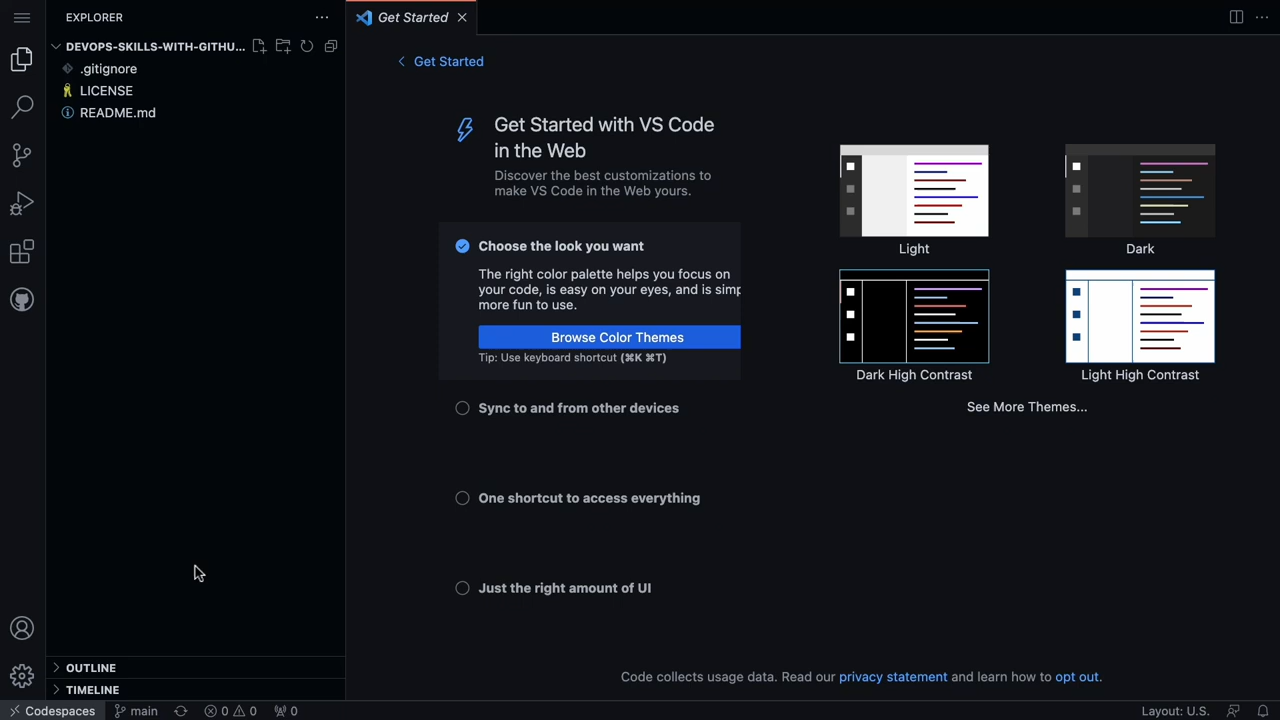 EXPLORER
DEVOPS-SKILLS-WITH-GITHU...
.gitignore
LICENSE
README.md
OUTLINE
TIMELINE
Get Started
Get Started
Get Started with VS Code
in the Web
Discover the best customizations to
make VS Code in the Web yours.
Choose the look you want
The right color palette helps you focus on
your code, is easy on your eyes, and is simp
more fun to use.
Browse Color Themes
Tip: Use keyboard shortcut (⌘K ⌘T)
Sync to and from other devices
One shortcut to access everything
Just the right amount of UI
Light
Dark
Dark High Contrast
Light High Contrast
See More Themes...
Code collects usage data. Read our privacy statement and learn how to opt out.
Codespaces
main
0
0
0
Layout: U.S.